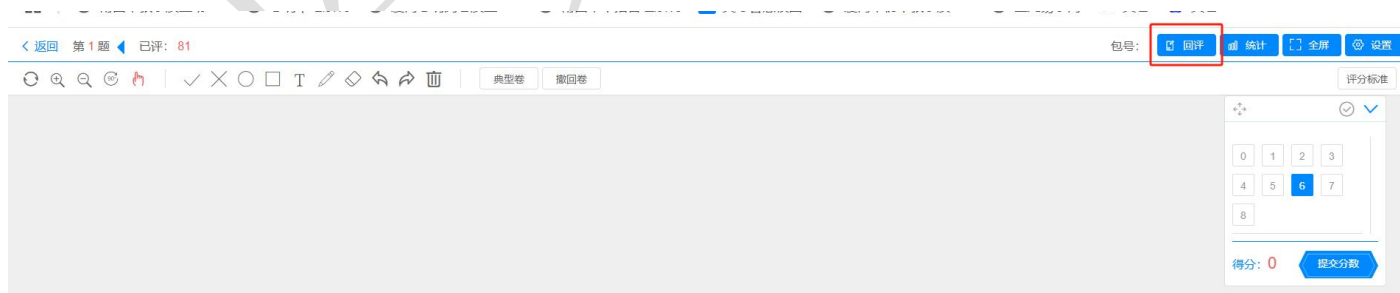 返回 第1题 已评：81 包号： 回评 统计 全屏 设置
90° T 典型卷 撤回卷 评分标准
0 1 2 3
4 5 6 7
8
得分：0 提交分数